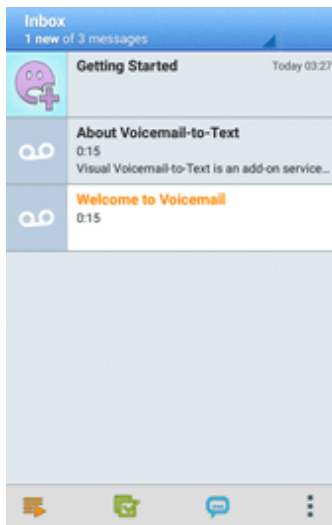 Inbox
1 new of 3 messages
Getting Started Today 03:27
About Voicemail-to-Text
0:15
Visual Voicemail-to-Text is an add-on service...
Welcome to Voicemail
0:15